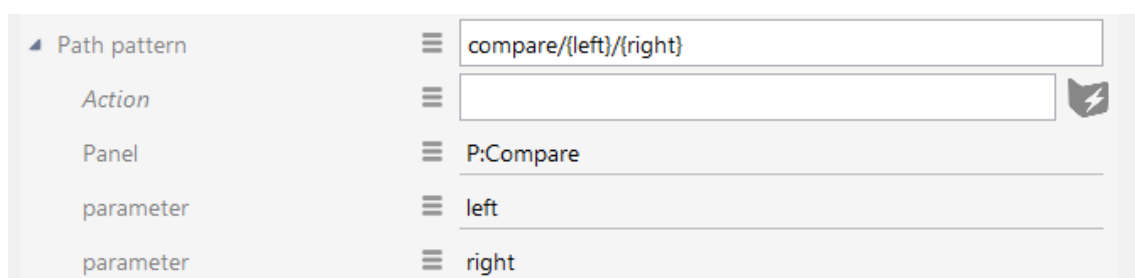 Path pattern compare/{left}/{right}
Action
Panel P:Compare
parameter left
parameter right